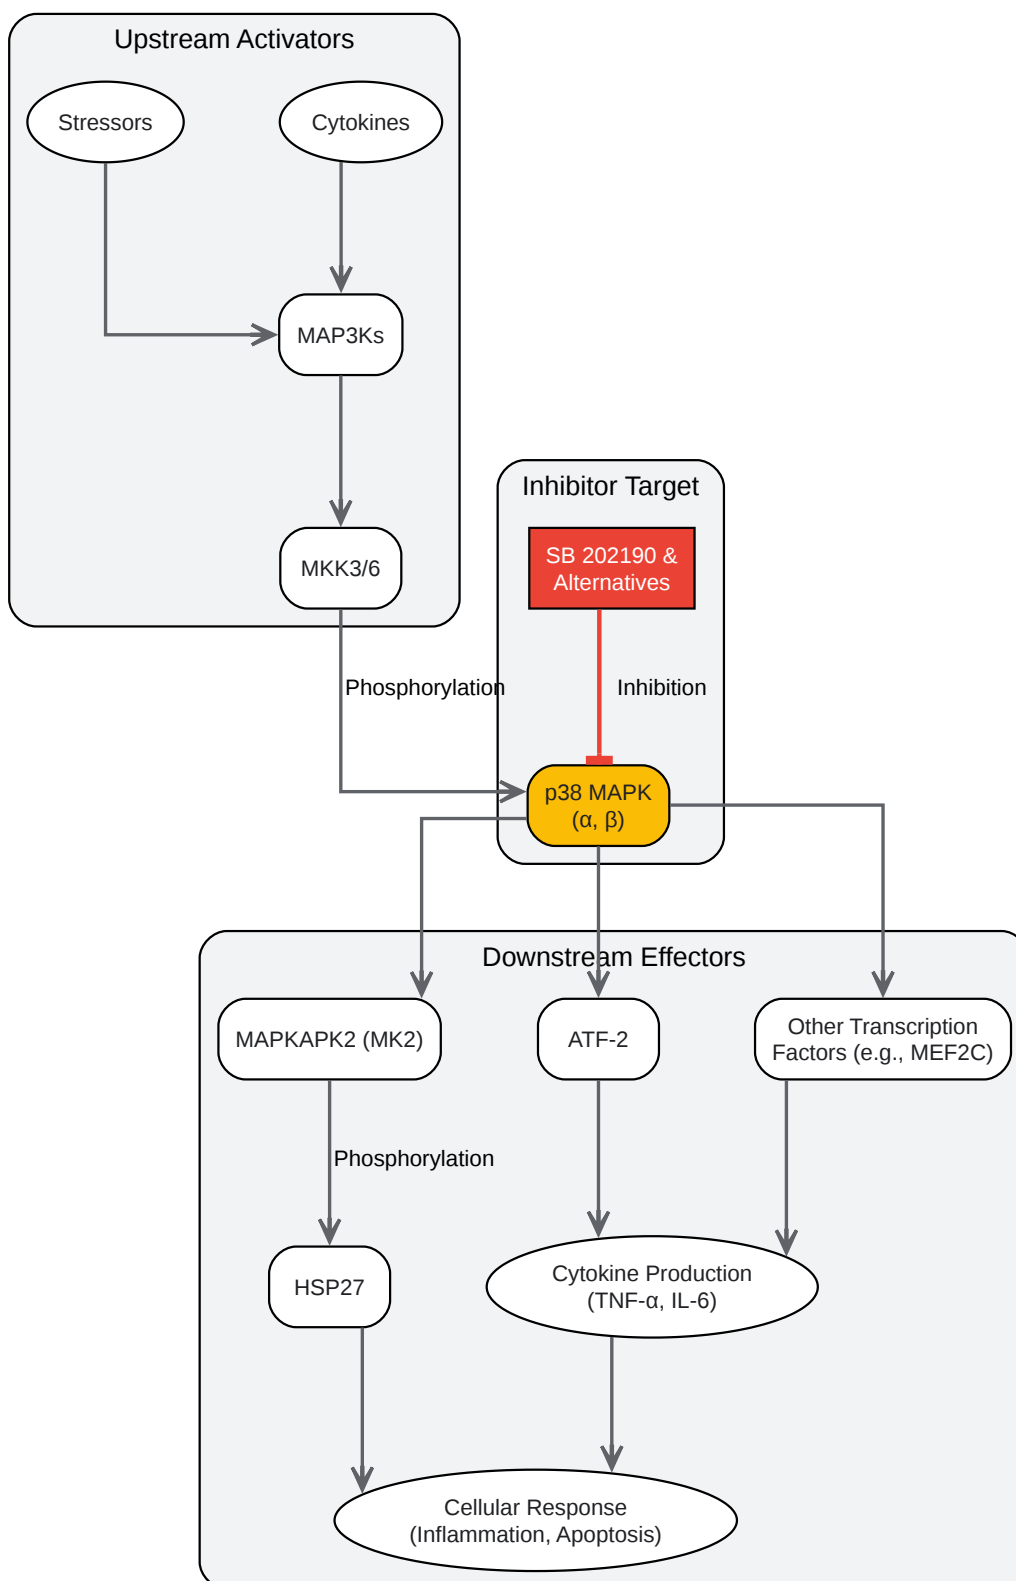 Upstream Activators
Stressors
Cytokines
MAP3Ks
MKK3/6
Inhibitor Target
SB 202190 &
Alternatives
Phosphorylation
Inhibition
p38 MAPK
(α, β)
Downstream Effectors
MAPKAPK2 (MK2)
ATF-2
Other Transcription
Factors (e.g., MEF2C)
Phosphorylation
HSP27
Cytokine Production
(TNF-α, IL-6)
Cellular Response
(Inflammation, Apoptosis)